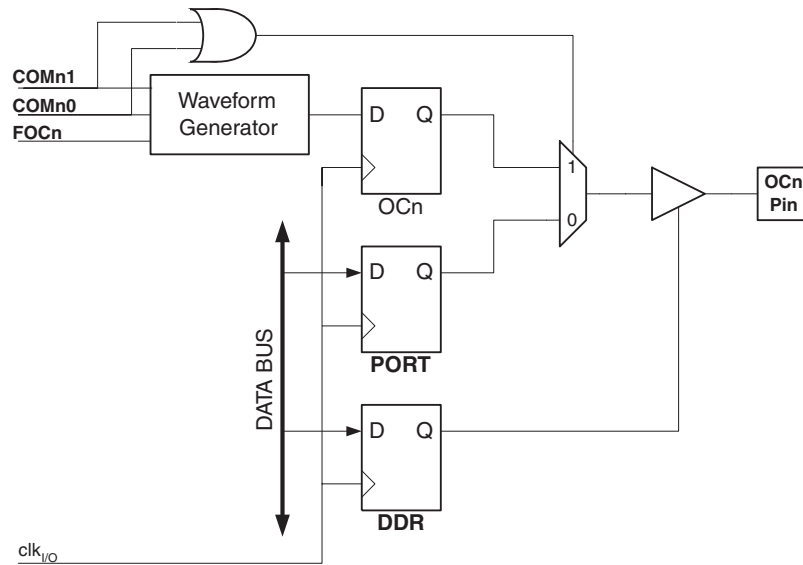 COMn1
COMn0
FOCn
Waveform
Generator
D Q
OCn
1
0
OCn
Pin
D Q
PORT
DATA BUS
D Q
DDR
clkI/O